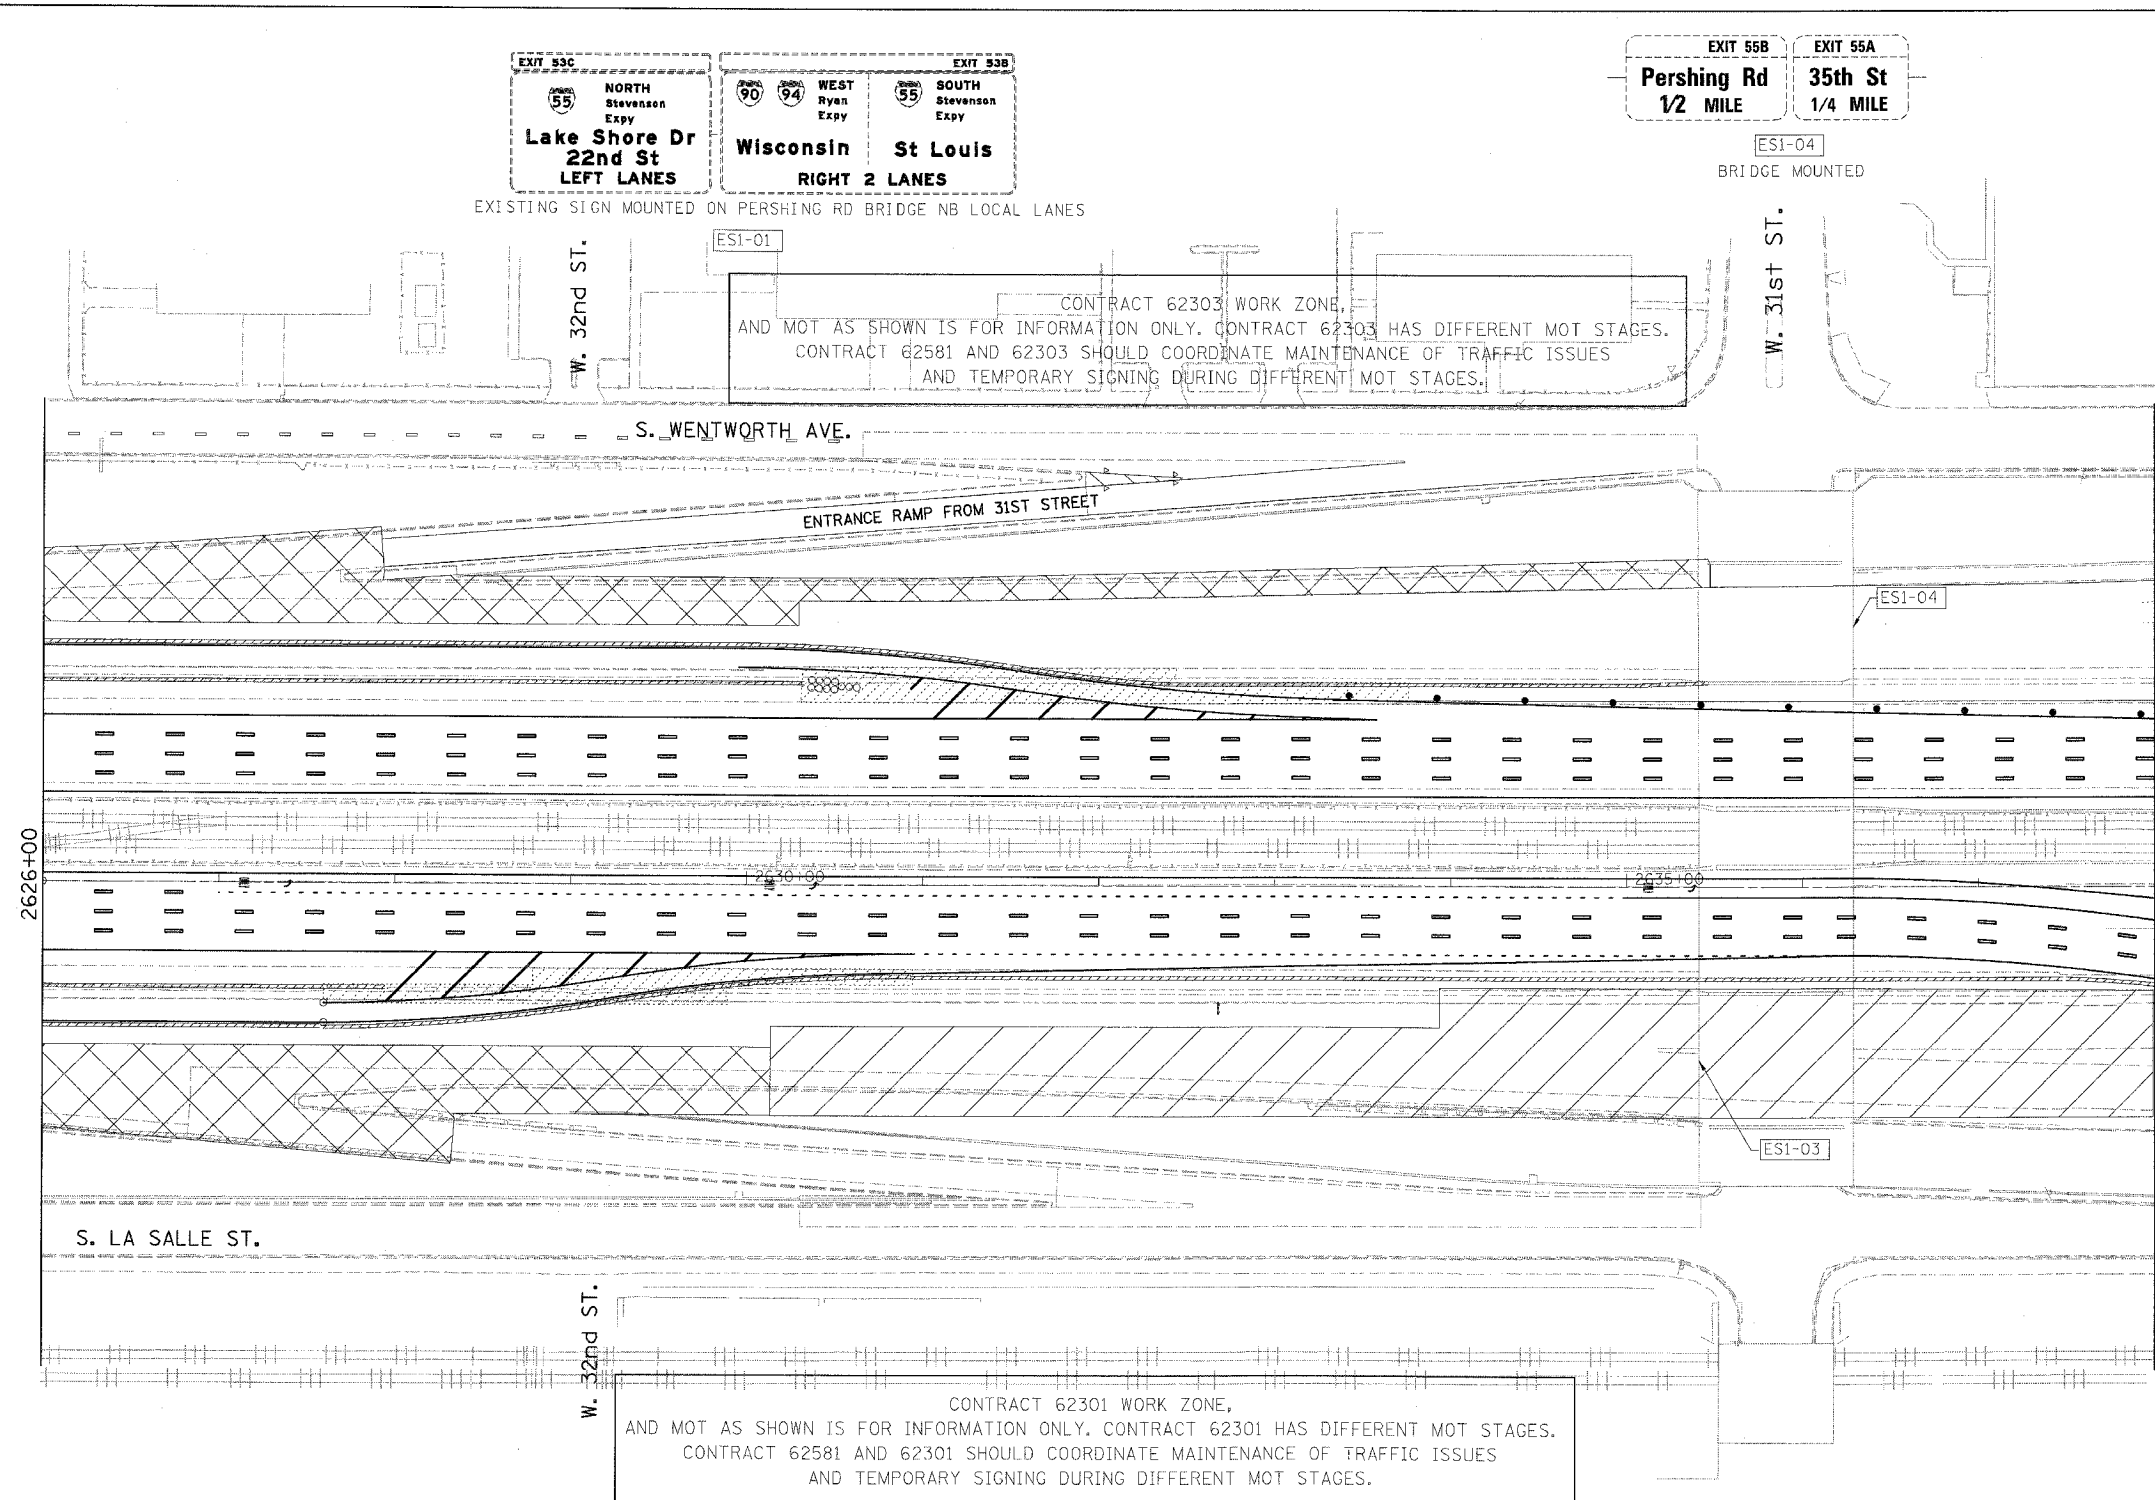 EXIT 53C
55
NORTH
Stevenson
Expy
Lake Shore Dr
22nd St
LEFT LANES
EXIT 53B
90 94 WEST
Ryan
Expy
Wisconsin
55 SOUTH
Stevenson
Expy
St Louis
RIGHT 2 LANES
EXISTING SIGN MOUNTED ON PERSHING RD BRIDGE NB LOCAL LANES
ES1-01
EXIT 55B
Pershing Rd
1/2 MILE
EXIT 55A
35th St
1/4 MILE
ES1-04
BRIDGE MOUNTED
W. 32nd ST.
W. 31st ST.
CONTRACT 62303 WORK ZONE,
AND MOT AS SHOWN IS FOR INFORMATION ONLY. CONTRACT 62303 HAS DIFFERENT MOT STAGES.
CONTRACT 62581 AND 62303 SHOULD COORDINATE MAINTENANCE OF TRAFFIC ISSUES
AND TEMPORARY SIGNING DURING DIFFERENT MOT STAGES.
S. WENTWORTH AVE.
ENTRANCE RAMP FROM 31ST STREET
ES1-04
2626+00
2630+00
2635+00
ES1-03
S. LA SALLE ST.
W. 32nd ST.
CONTRACT 62301 WORK ZONE,
AND MOT AS SHOWN IS FOR INFORMATION ONLY. CONTRACT 62301 HAS DIFFERENT MOT STAGES.
CONTRACT 62581 AND 62301 SHOULD COORDINATE MAINTENANCE OF TRAFFIC ISSUES
AND TEMPORARY SIGNING DURING DIFFERENT MOT STAGES.